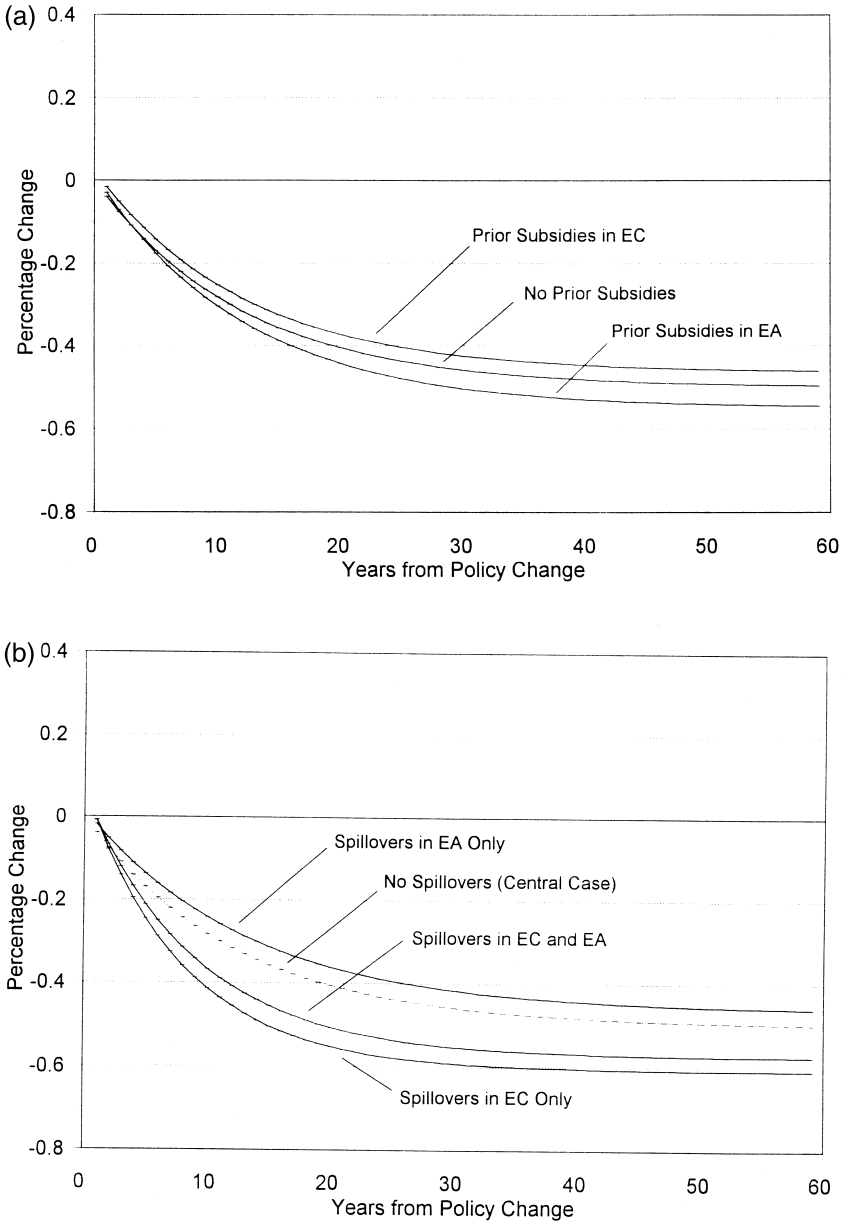 (a)
0.4
0.2
0
-0.2
-0.4
-0.6
-0.8
Percentage Change
Prior Subsidies in EC
No Prior Subsidies
Prior Subsidies in EA
0 10 20 30 40 50 60
Years from Policy Change
(b)
0.4
0.2
0
-0.2
-0.4
-0.6
-0.8
Percentage Change
Spillovers in EA Only
No Spillovers (Central Case)
Spillovers in EC and EA
Spillovers in EC Only
0 10 20 30 40 50 60
Years from Policy Change